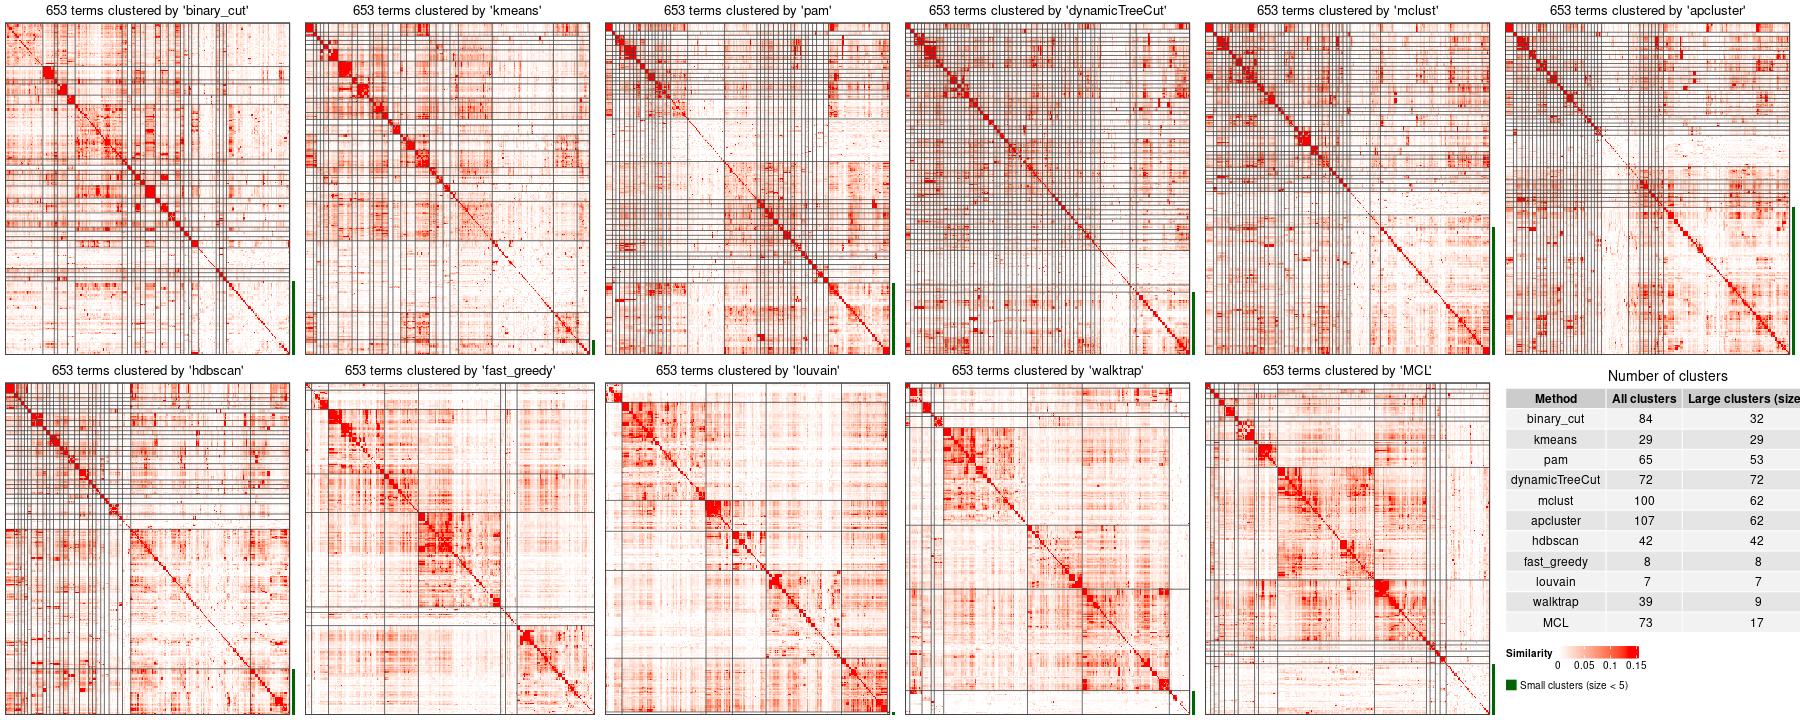 653 terms clustered by 'binary_cut'
653 terms clustered by 'kmeans'
653 terms clustered by 'pam'
653 terms clustered by 'dynamicTreeCut'
653 terms clustered by 'mclust'
653 terms clustered by 'apcluster'
653 terms clustered by 'hdbscan'
653 terms clustered by 'fast_greedy'
653 terms clustered by 'louvain'
653 terms clustered by 'walktrap'
653 terms clustered by 'MCL'
Number of clusters
Method All clusters Large clusters (size
binary_cut 84 32
kmeans 29 29
pam 65 53
dynamicTreeCut 72 72
mclust 100 62
apcluster 107 62
hdbscan 42 42
fast_greedy 8 8
louvain 7 7
walktrap 39 9
MCL 73 17
Similarity
0 0.05 0.1 0.15
Small clusters (size < 5)